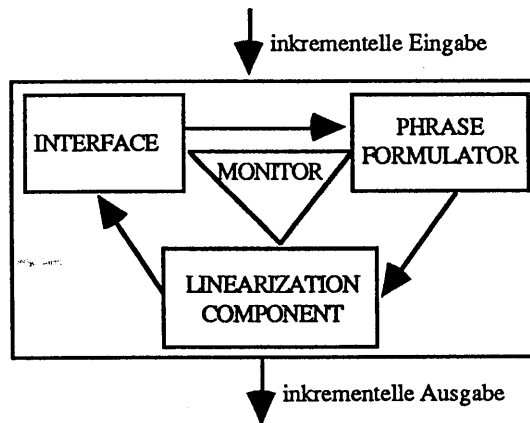 inkrementelle Eingabe
INTERFACE
PHRASE
FORMULATOR
MONITOR
LINEARIZATION
COMPONENT
inkrementelle Ausgabe